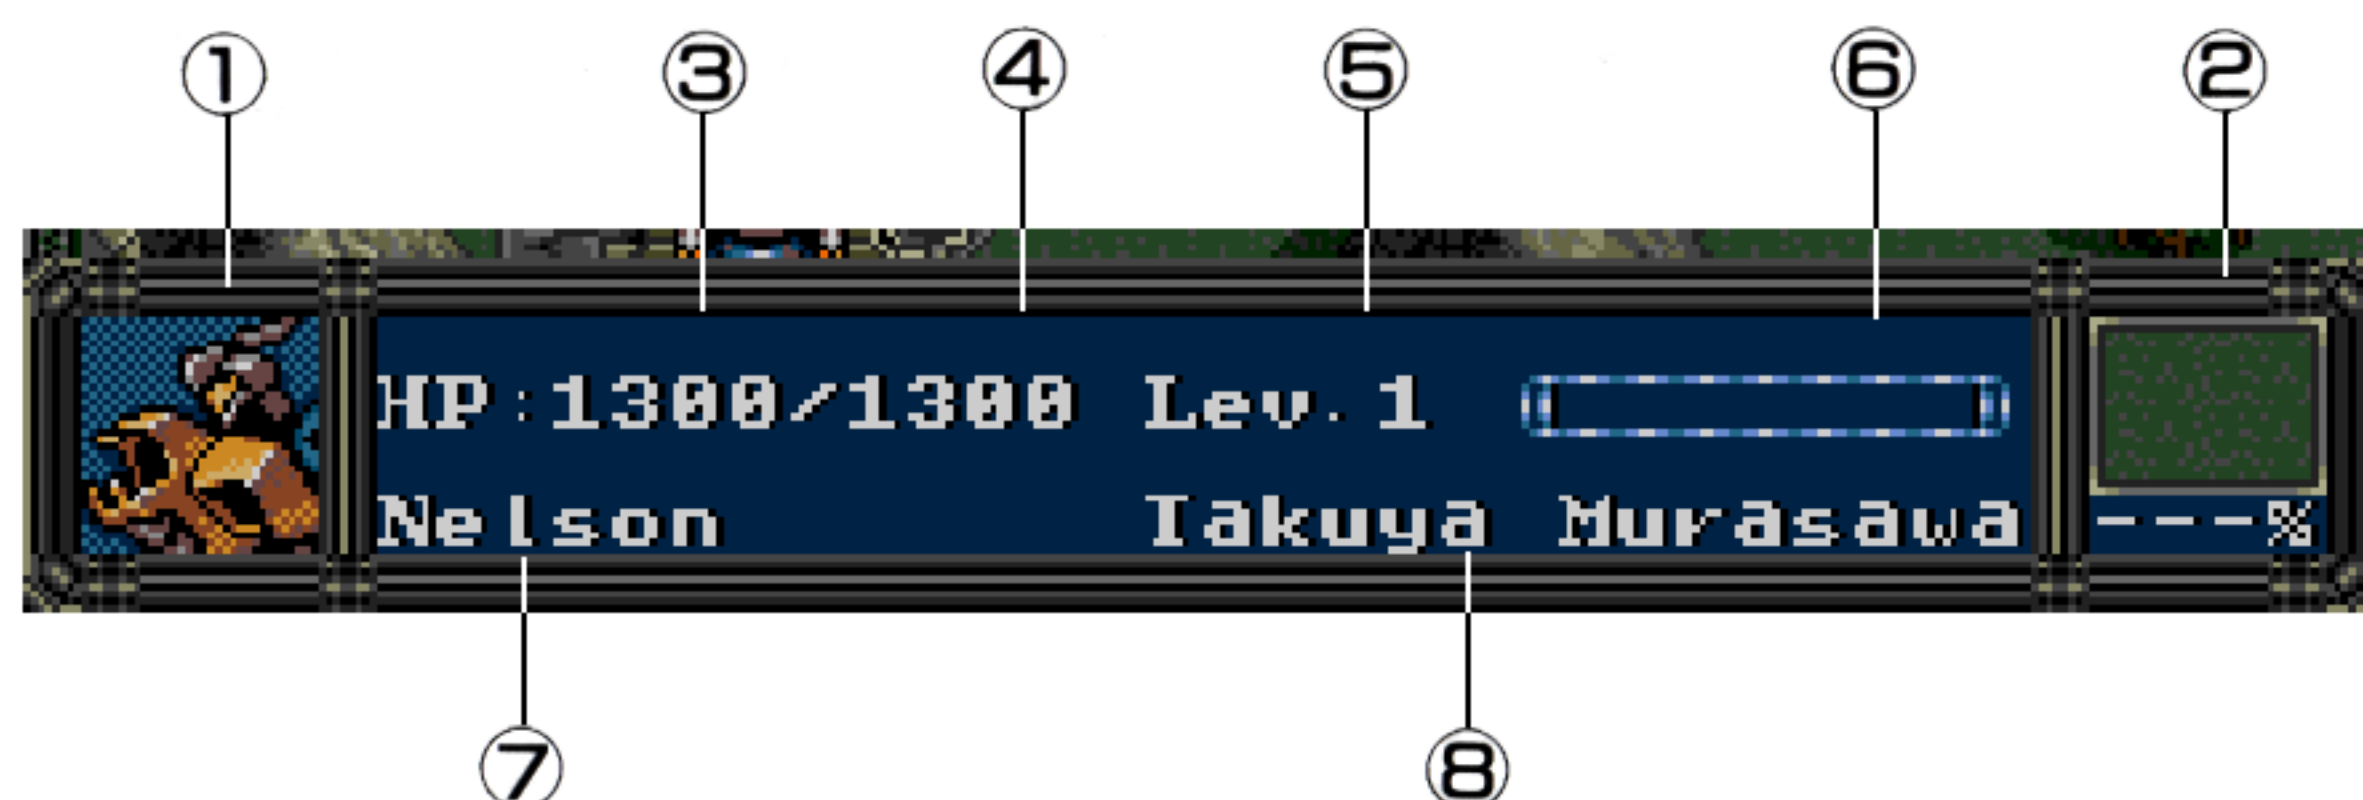 ① ③ ④ ⑤ ⑥ ②
HP:1300/1300 Lev.1
Nelson Takuya Murasawa ---%
⑦ ⑧